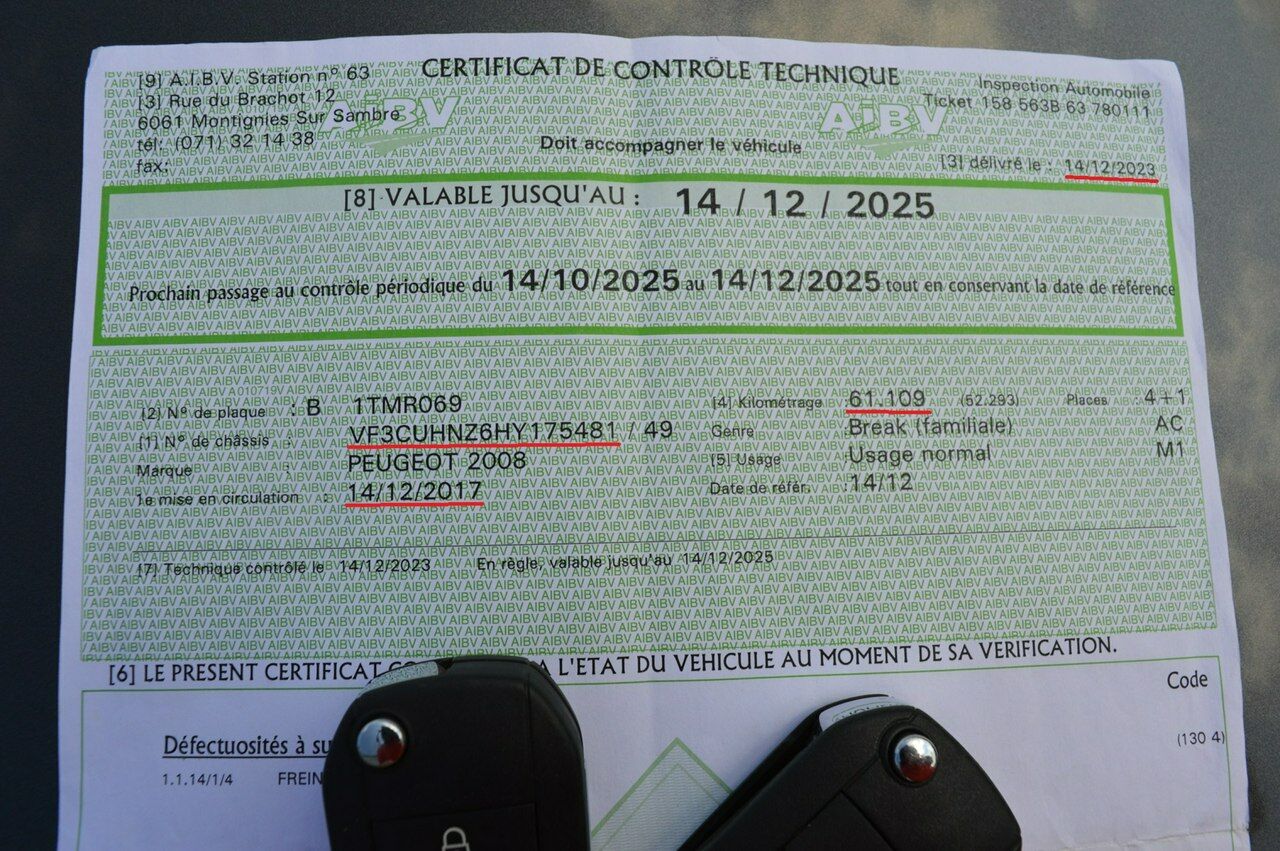 CERTIFICAT DE CONTRÔLE TECHNIQUE
[9] A.I.B.V. Station n° 63
[3] Rue du Brachot 12
6061 Montignies Sur Sambre
tél: (071) 32 14 38
fax:
AiBV
AiBV
Doit accompagner le véhicule
Inspection Automobile
Ticket 158 563B 63 780111
[3] délivré le : 14/12/2023
[8] VALABLE JUSQU'AU : 14 / 12 / 2025
Prochain passage au contrôle périodique du 14/10/2025 au 14/12/2025 tout en conservant la date de référence
[2] N° de plaque : B 1TMR069
[1] N° de châssis : VF3CUHNZ6HY175481 / 49
Marque : PEUGEOT 2008
1e mise en circulation : 14/12/2017
[4] Kilométrage 61.109 (52.293) Places 4+1
Genre Break (familiale) AC
[5] Usage Usage normal M1
Date de référ. 14/12
[7] Technique contrôlé le 14/12/2023 En règle, valable jusqu'au 14/12/2025
[6] LE PRESENT CERTIFICAT A L'ETAT DU VEHICULE AU MOMENT DE SA VERIFICATION.
Code
Défectuosités à su
(130 4)
1.1.14/1/4 FREIN